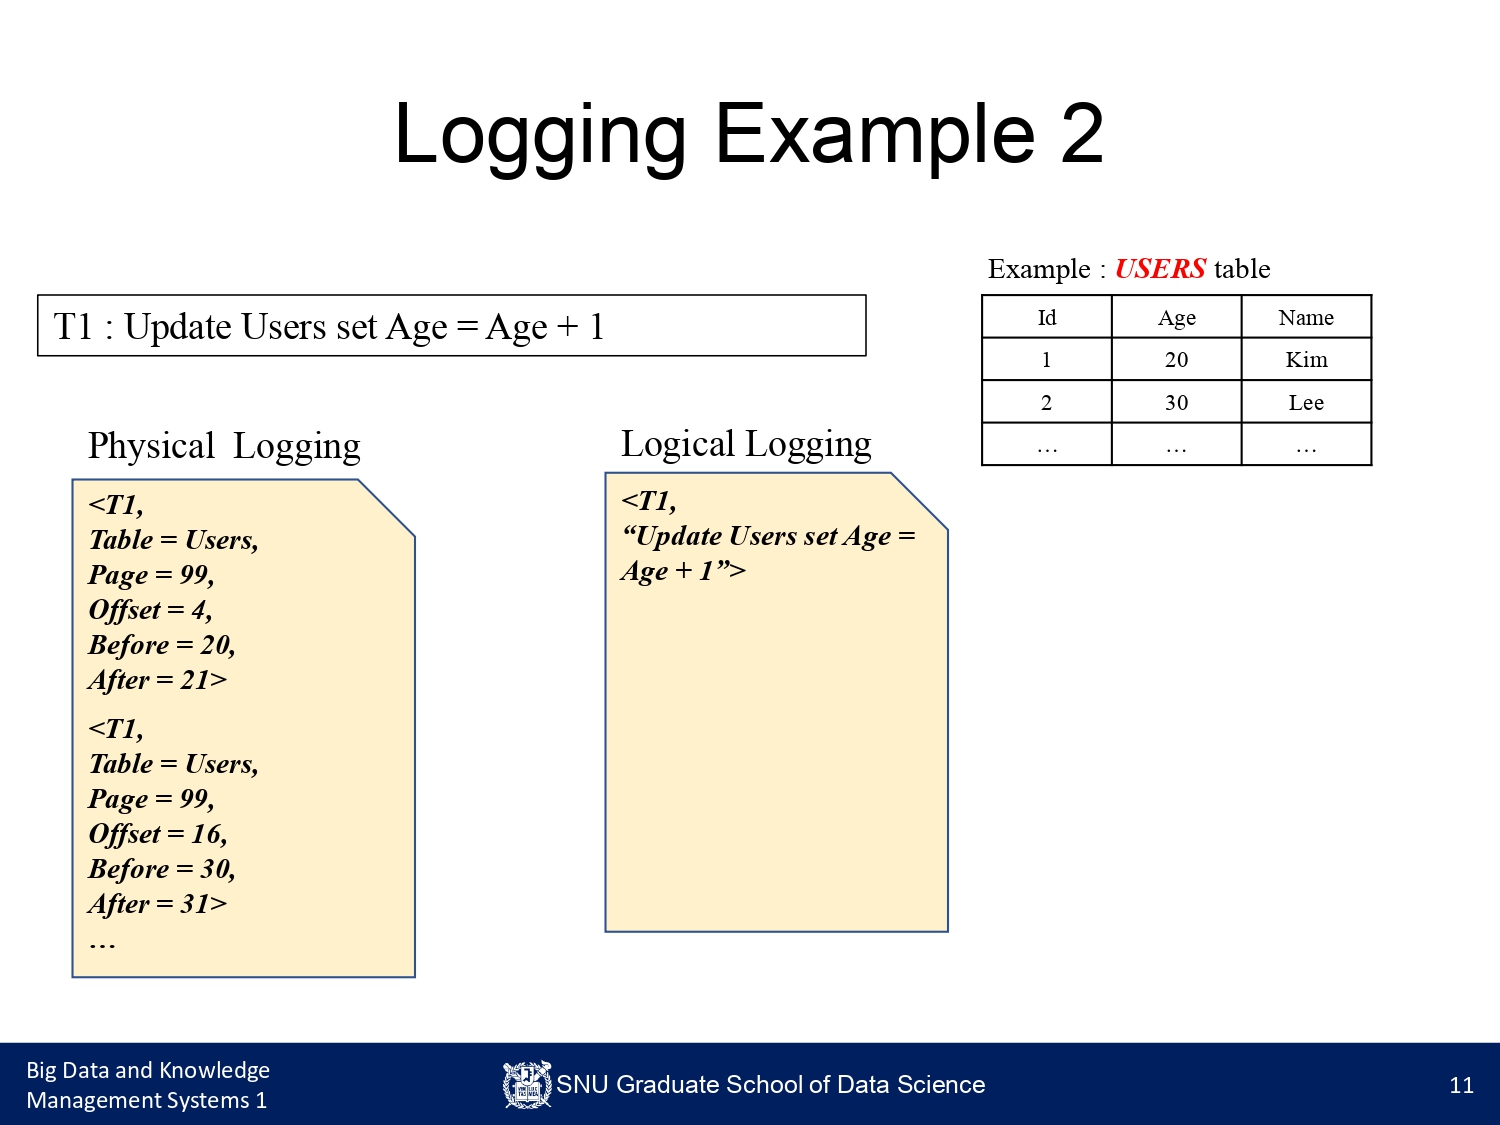 Logging Example 2
Example : USERS table
T1 : Update Users set Age = Age + 1
Id Age Name
1 20 Kim
2 30 Lee
… … …
Physical Logging
<T1,
Table = Users,
Page = 99,
Offset = 4,
Before = 20,
After = 21>
<T1,
Table = Users,
Page = 99,
Offset = 16,
Before = 30,
After = 31>
…
Logical Logging
<T1,
“Update Users set Age =
Age + 1”>
Big Data and Knowledge
Management Systems 1
SNU Graduate School of Data Science
11